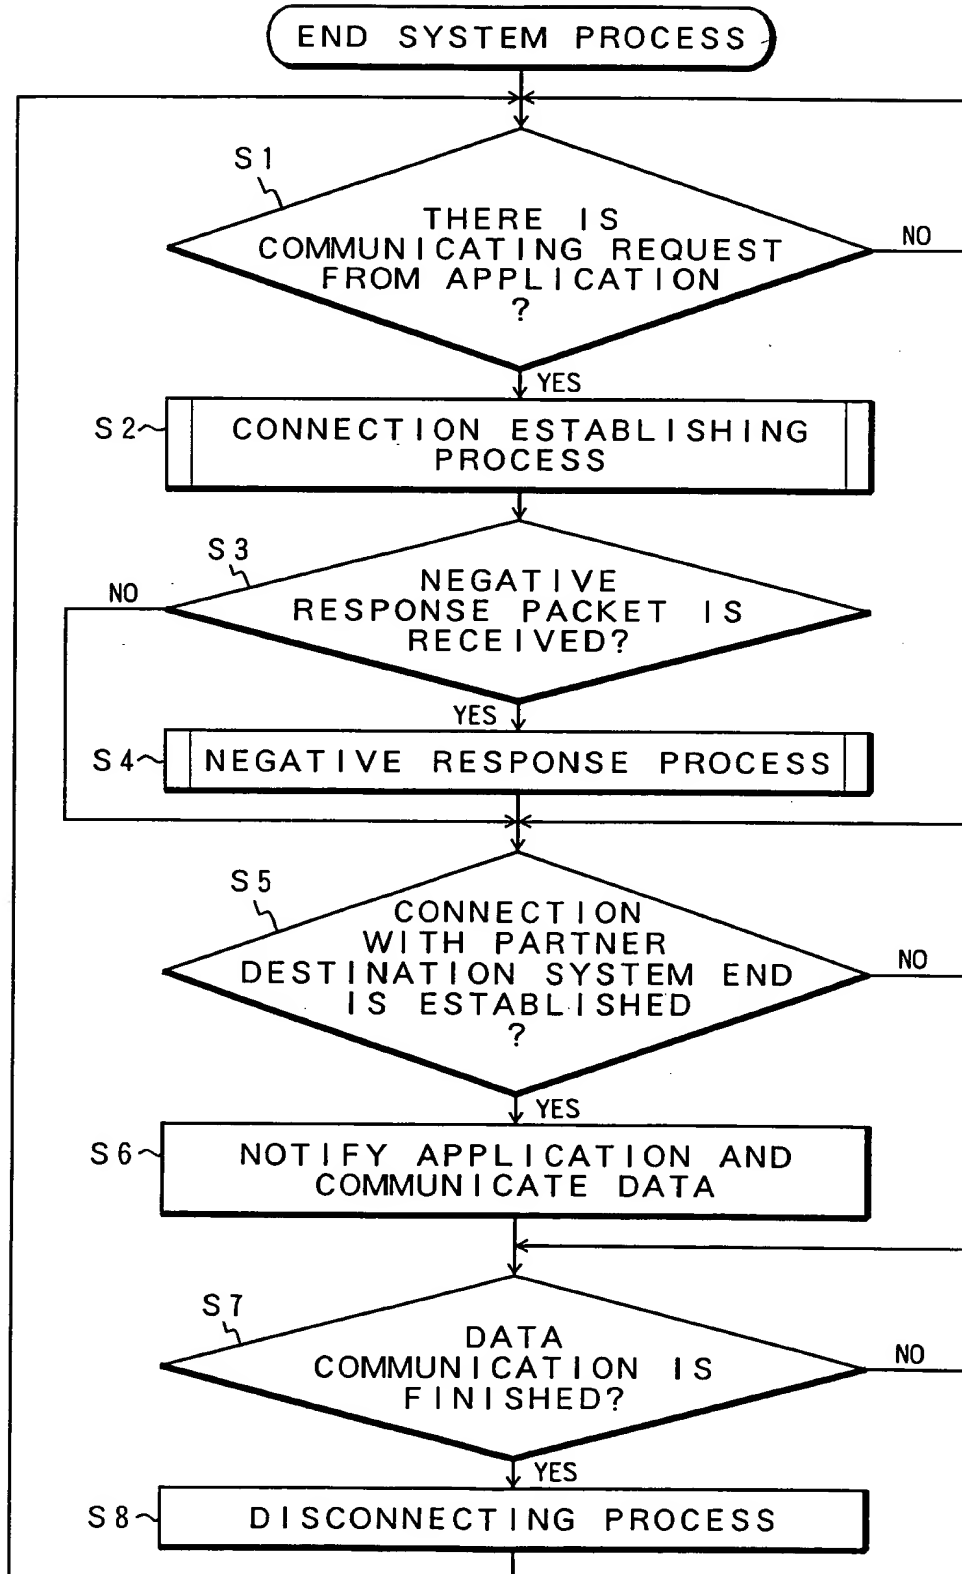 END SYSTEM PROCESS
S1
THERE IS
COMMUNICATING REQUEST
FROM APPLICATION
?
NO
YES
S2
CONNECTION ESTABLISHING
PROCESS
S3
NO
NEGATIVE
RESPONSE PACKET IS
RECEIVED?
YES
S4
NEGATIVE RESPONSE PROCESS
S5
CONNECTION
WITH PARTNER
DESTINATION SYSTEM END
IS ESTABLISHED
?
NO
YES
S6
NOTIFY APPLICATION AND
COMMUNICATE DATA
S7
DATA
COMMUNICATION IS
FINISHED?
NO
YES
S8
DISCONNECTING PROCESS